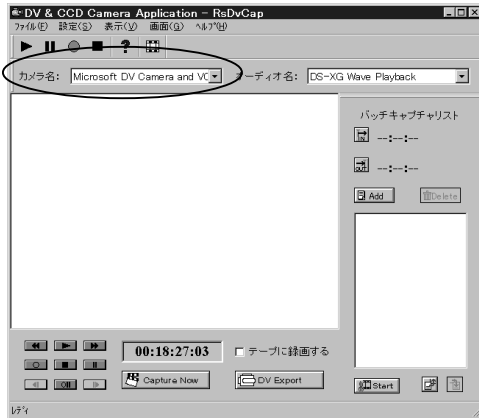 DV & CCD Camera Application - RsDvCap
ﾌｧｲﾙ(F) 設定(S) 表示(V) 画面(G) ﾍﾙﾌﾟ(H)
カメラ名: Microsoft DV Camera and VC オーディオ名: DS-XG Wave Playback
バッチキャプチャリスト
IN --:--:--
OUT --:--:--
Add Delete
00:18:27:03 テープに録画する
Capture Now DV Export Start
ﾚﾃﾞｨ